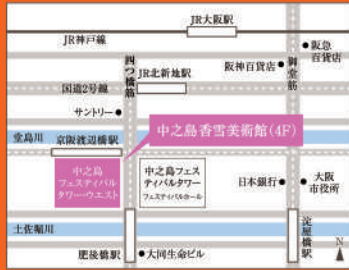 JR大阪駅
JR神戸線
四つ橋筋
JR北新地駅
阪神百貨店
御堂筋
阪急
百貨店
国道2号線
サントリー
中之島香雪美術館(4F)
堂島川
京阪渡辺橋駅
中之島
フェスティバル
タワー・ウエスト
中之島フェス
ティバルタワー
フェスティバルホール
日本銀行
大阪
市役所
土佐堀川
肥後橋駅
大同生命ビル
淀屋橋駅
N